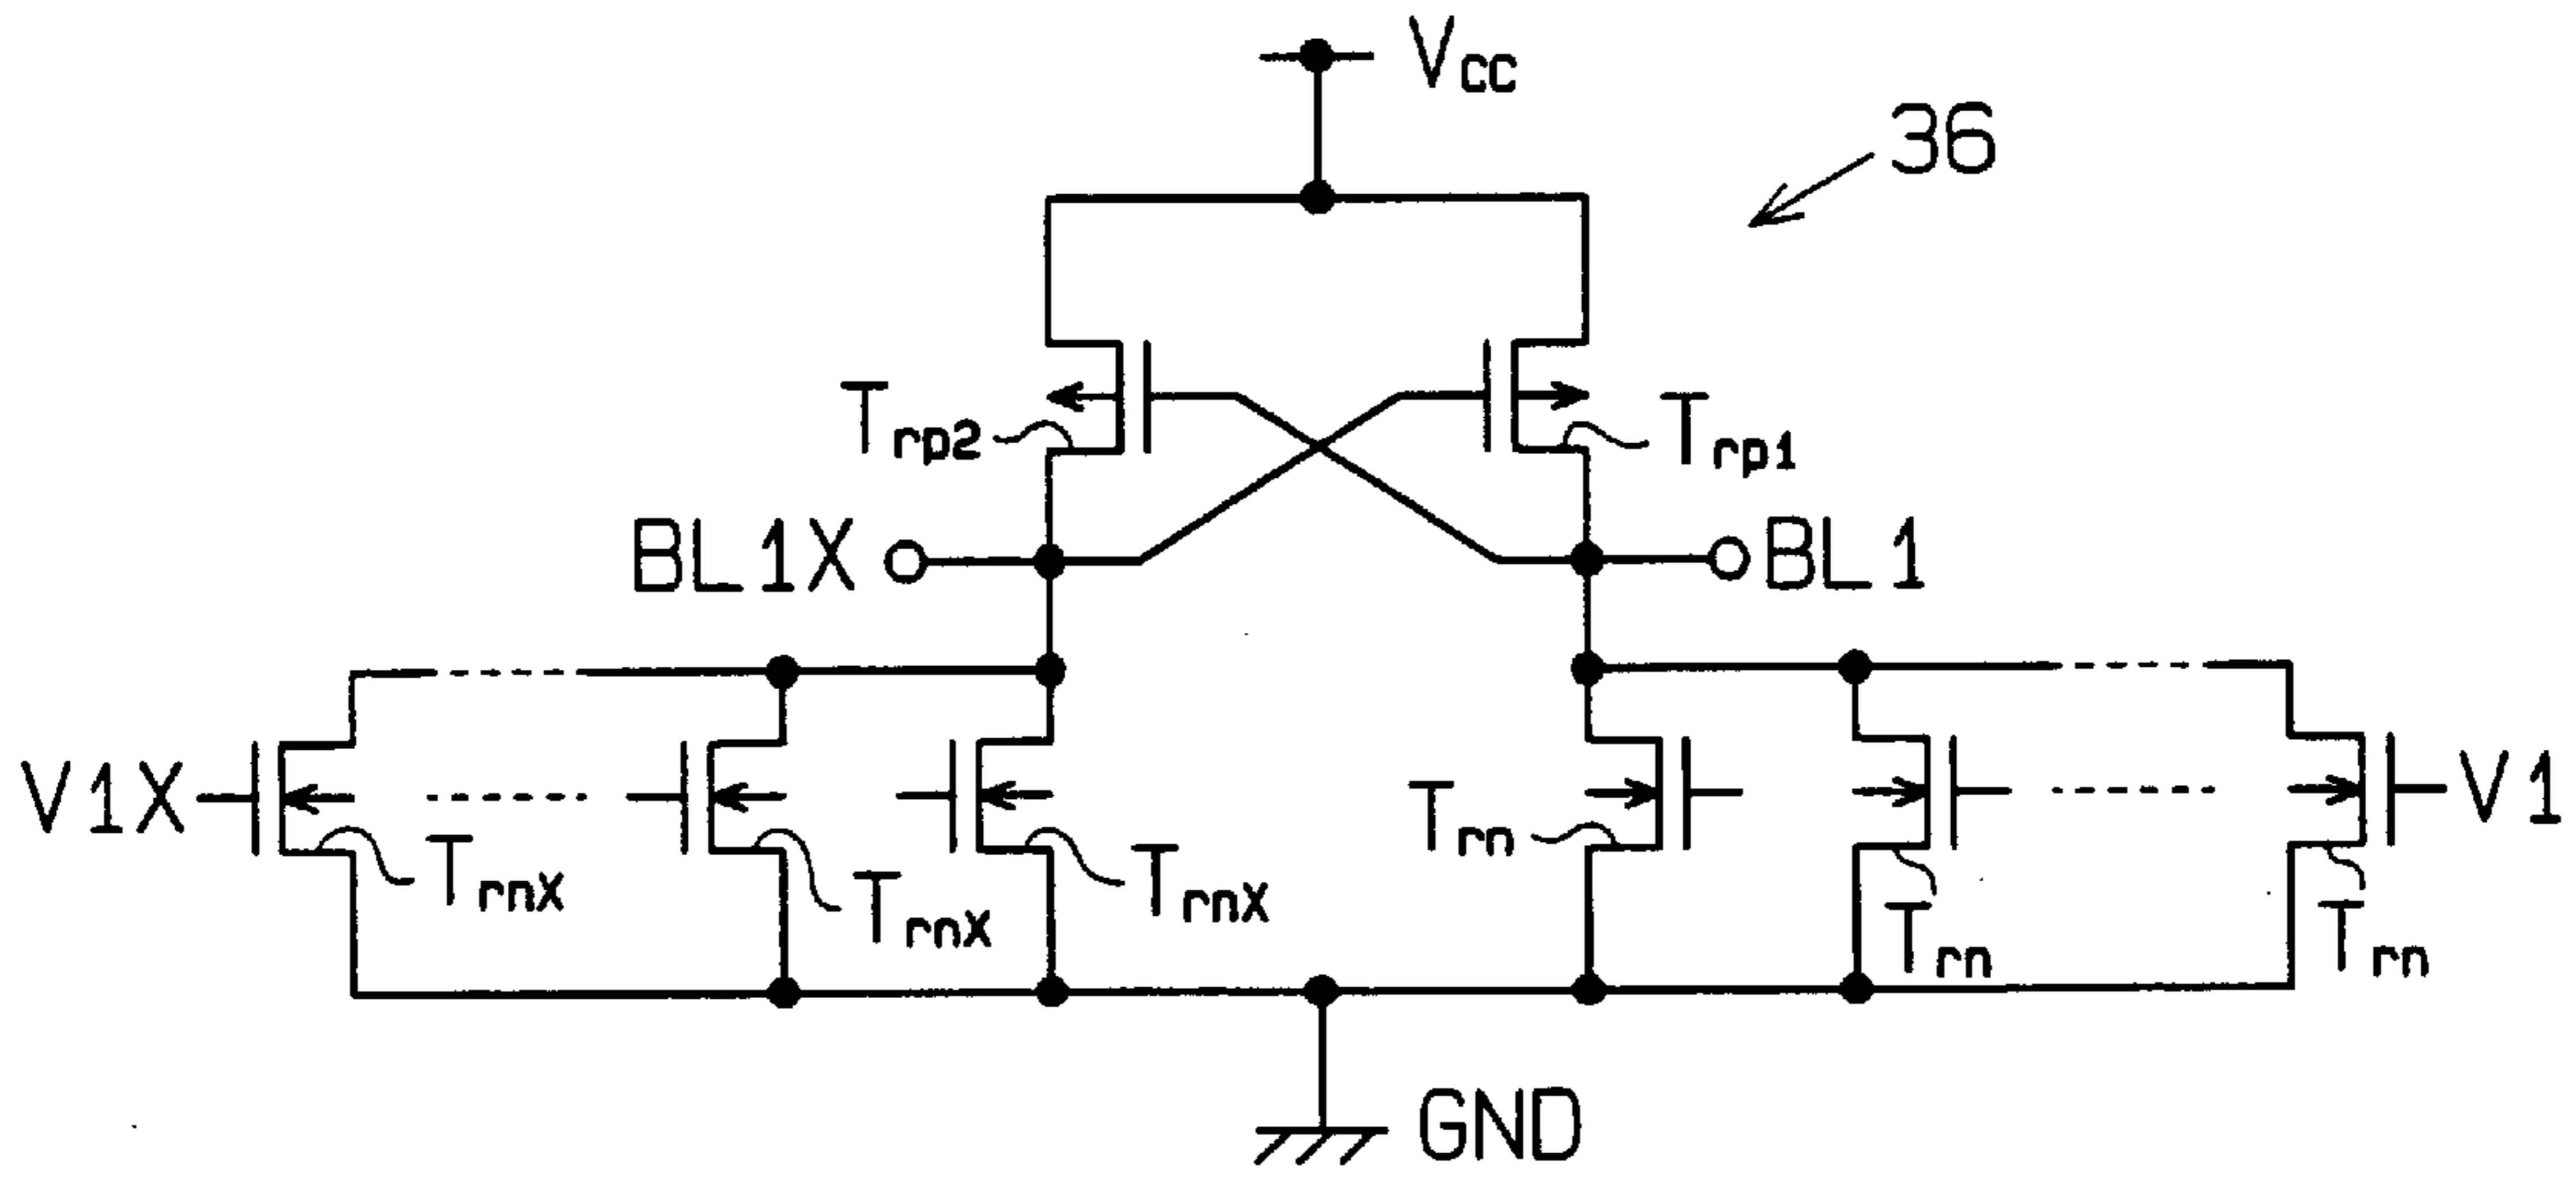 Vcc
36
Trp2
Trp1
BL1X
BL1
V1X
TrnX
TrnX
TrnX
Trn
Trn
Trn
V1
GND